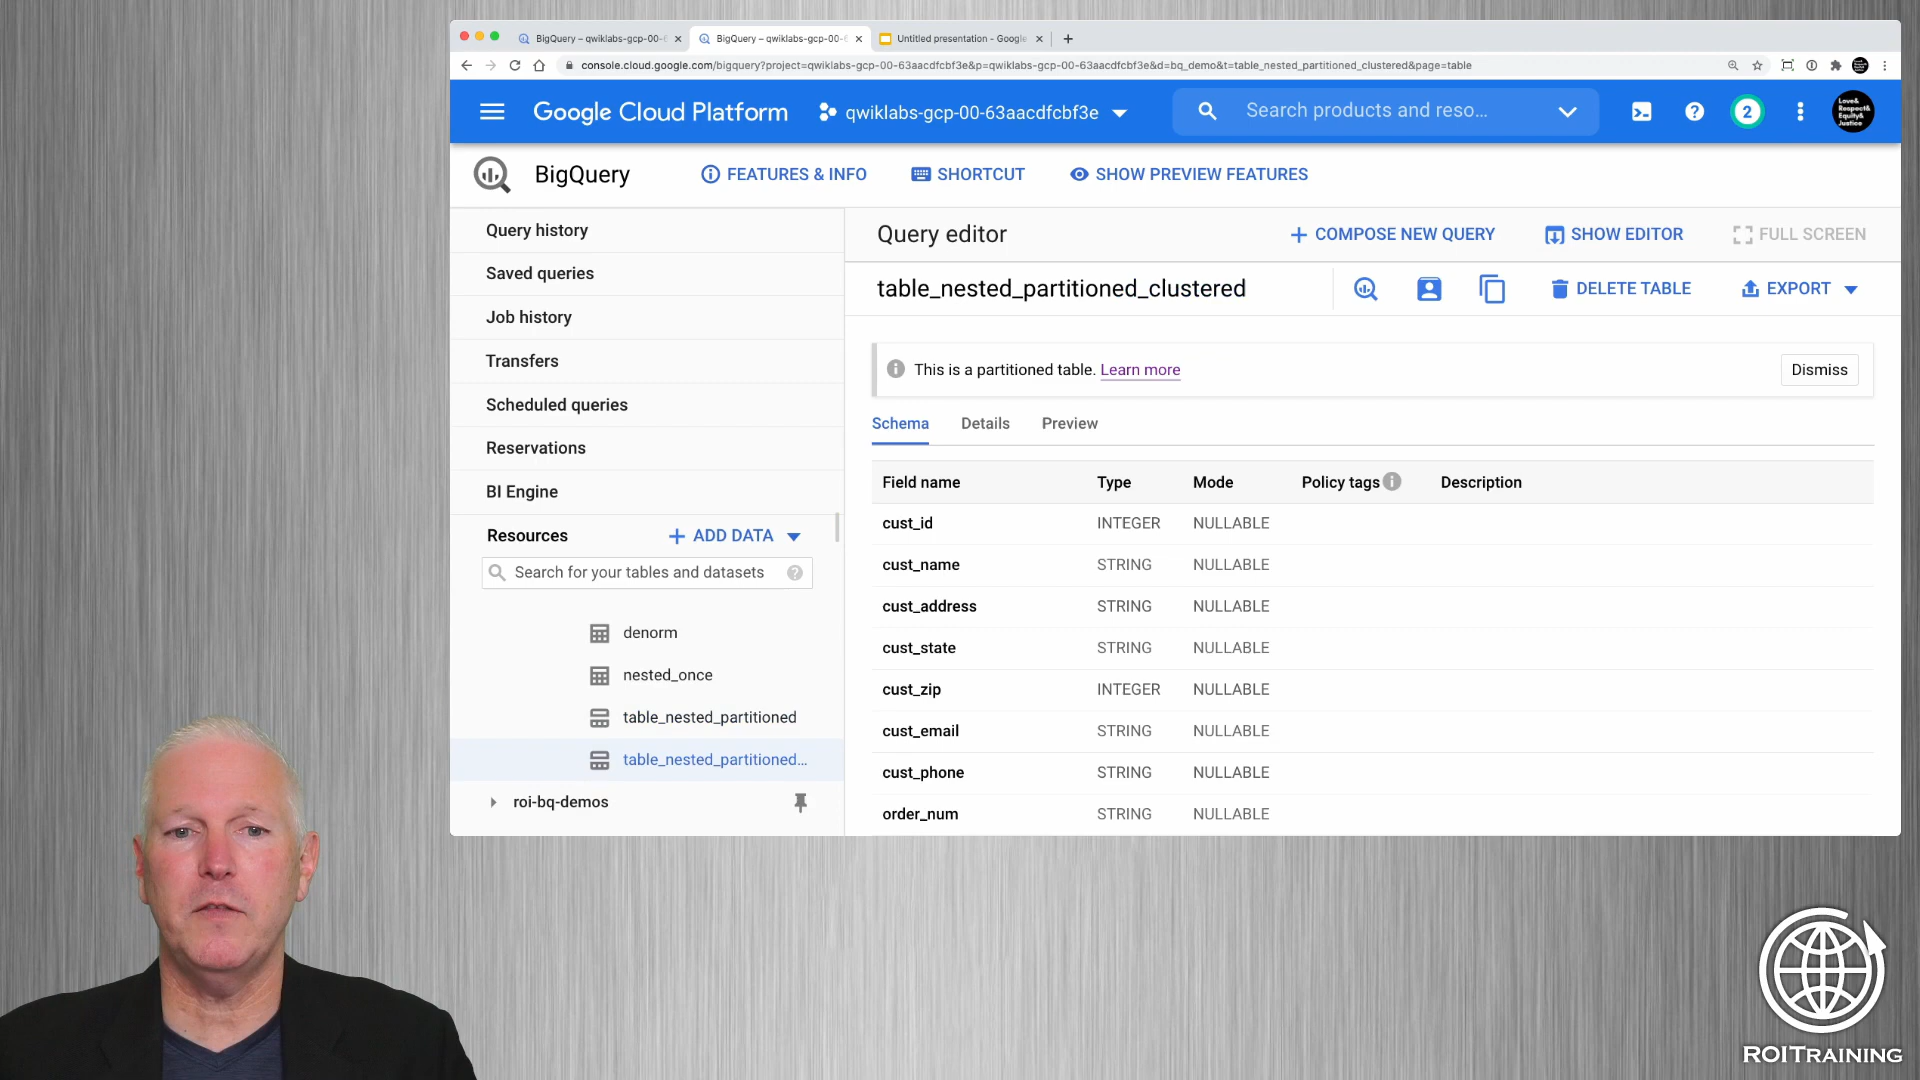 BigQuery – qwiklabs-gcp-00-6
BigQuery – qwiklabs-gcp-00-6
Untitled presentation - Google
console.cloud.google.com/bigquery?project=qwiklabs-gcp-00-63aacdfcbf3e&p=qwiklabs-gcp-00-63aacdfcbf3e&d=bq_demo&t=table_nested_partitioned_clustered&page=table
Google Cloud Platform
qwiklabs-gcp-00-63aacdfcbf3e
Search products and reso...
2
Love&
Respect&
Equity&
Justice
BigQuery
FEATURES & INFO
SHORTCUT
SHOW PREVIEW FEATURES
Query history
Saved queries
Job history
Transfers
Scheduled queries
Reservations
BI Engine
Resources
ADD DATA
Search for your tables and datasets
denorm
nested_once
table_nested_partitioned
table_nested_partitioned...
roi-bq-demos
Query editor
COMPOSE NEW QUERY
SHOW EDITOR
FULL SCREEN
table_nested_partitioned_clustered
DELETE TABLE
EXPORT
This is a partitioned table. Learn more
Dismiss
Schema Details Preview
Field name Type Mode Policy tags Description
cust_id INTEGER NULLABLE
cust_name STRING NULLABLE
cust_address STRING NULLABLE
cust_state STRING NULLABLE
cust_zip INTEGER NULLABLE
cust_email STRING NULLABLE
cust_phone STRING NULLABLE
order_num STRING NULLABLE
ROITRAINING